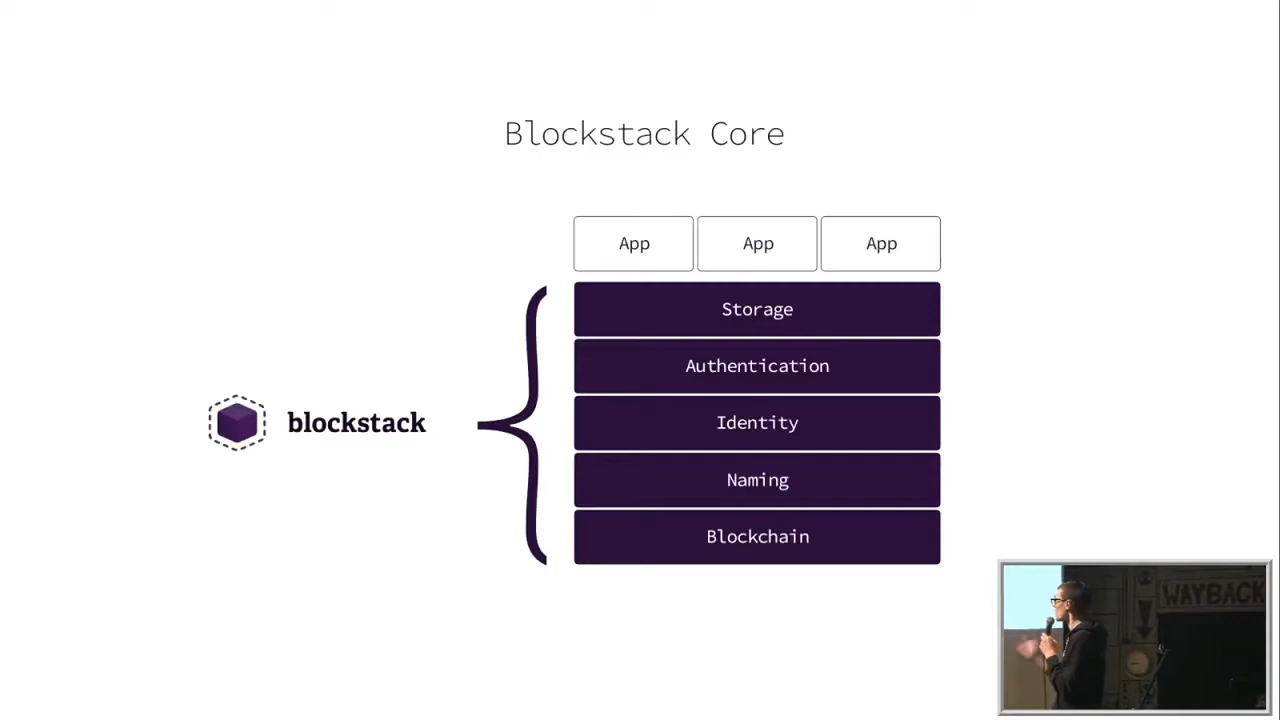 Blockstack Core
App App App
Storage
Authentication
Identity
blockstack
Naming
Blockchain
WAYBACK